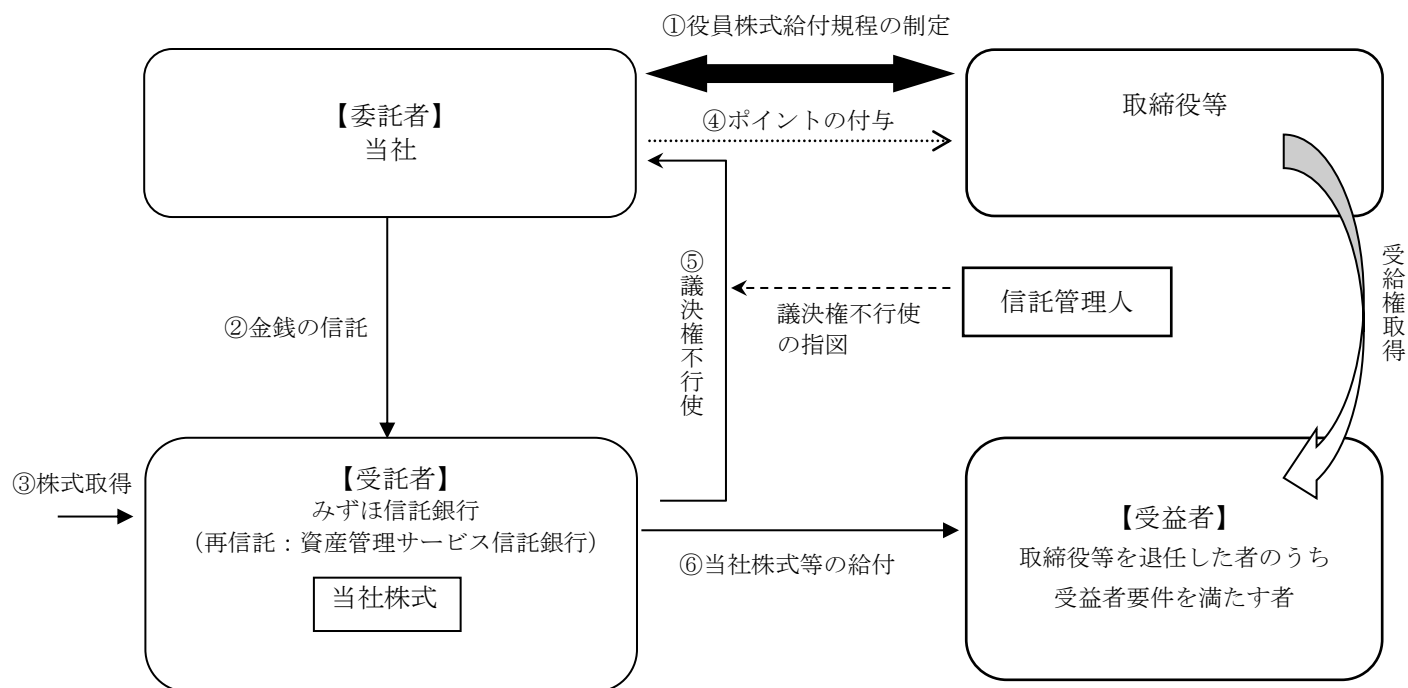 ①役員株式給付規程の制定
【委託者】
当社
④ポイントの付与
取締役等
②金銭の信託
⑤議決権不行使
議決権不行使
の指図
信託管理人
受給権取得
③株式取得
【受託者】
みずほ信託銀行
（再信託：資産管理サービス信託銀行）
当社株式
⑥当社株式等の給付
【受益者】
取締役等を退任した者のうち
受益者要件を満たす者